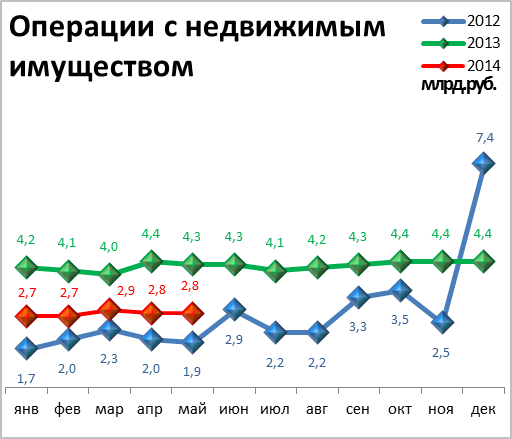 Операции с недвижимым
имуществом
2012
2013
2014
млрд.руб.
7,4
4,2 4,1 4,0 4,4 4,3 4,3 4,1 4,2 4,3 4,4 4,4 4,4
2,7 2,7 2,9 2,8 2,8
1,7 2,0 2,3 2,0 1,9 2,9 2,2 2,2 3,3 3,5 2,5
янв фев мар апр май июн июл авг сен окт ноя дек